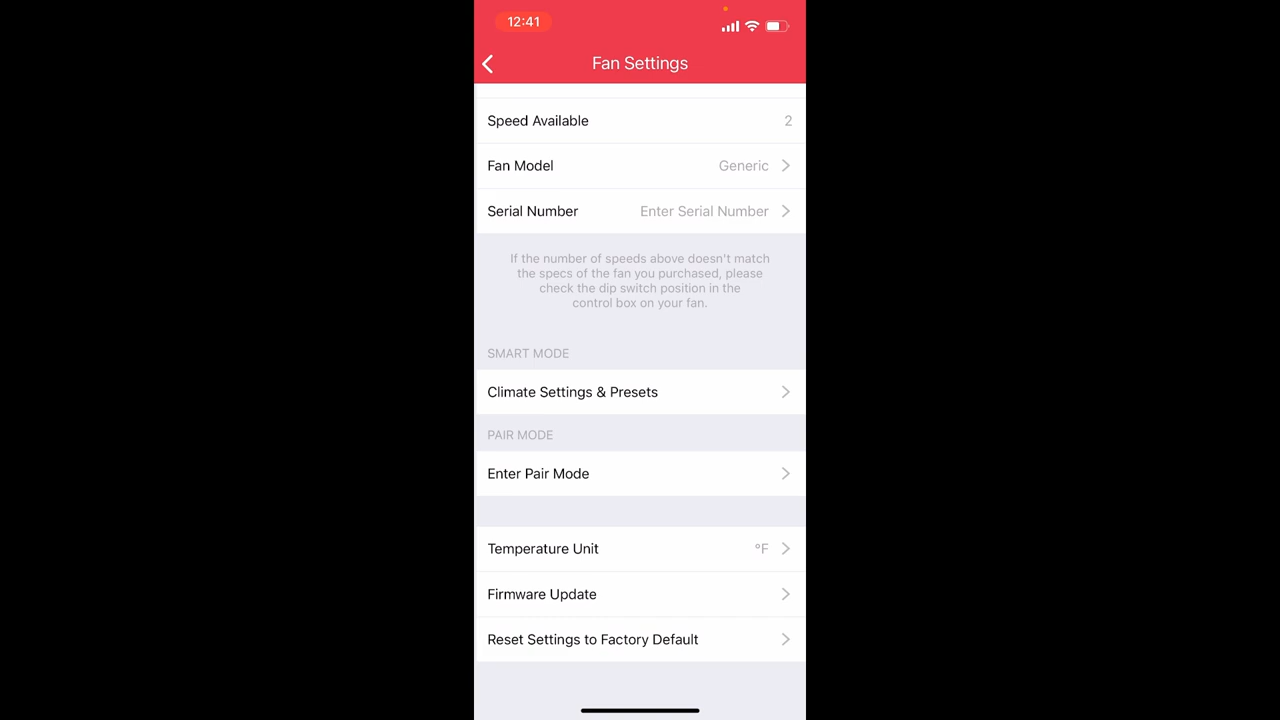 12:41
Fan Settings
Speed Available 2
Fan Model Generic
Serial Number Enter Serial Number
If the number of speeds above doesn't match
the specs of the fan you purchased, please
check the dip switch position in the
control box on your fan.
SMART MODE
Climate Settings & Presets
PAIR MODE
Enter Pair Mode
Temperature Unit °F
Firmware Update
Reset Settings to Factory Default